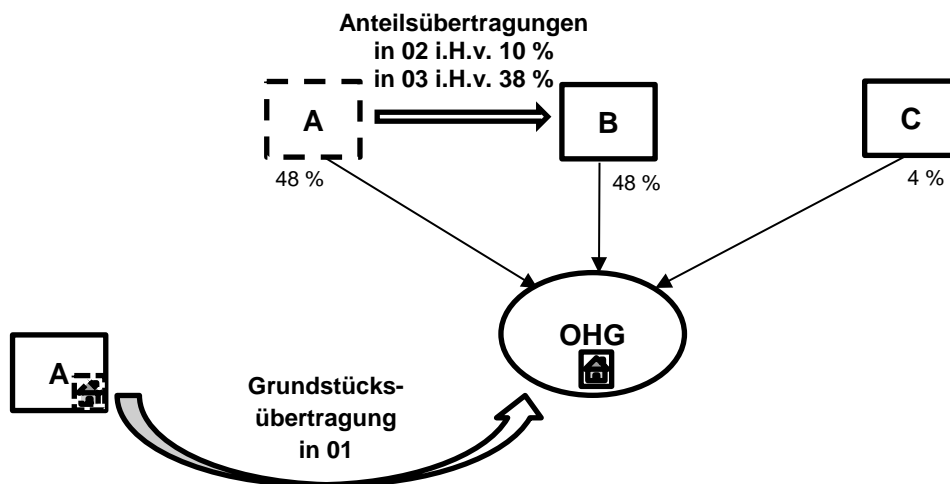 Anteilsübertragungen
in 02 i.H.v. 10 %
in 03 i.H.v. 38 %
A
B
C
48 %
48 %
4 %
OHG
A
Grundstücks-
übertragung
in 01